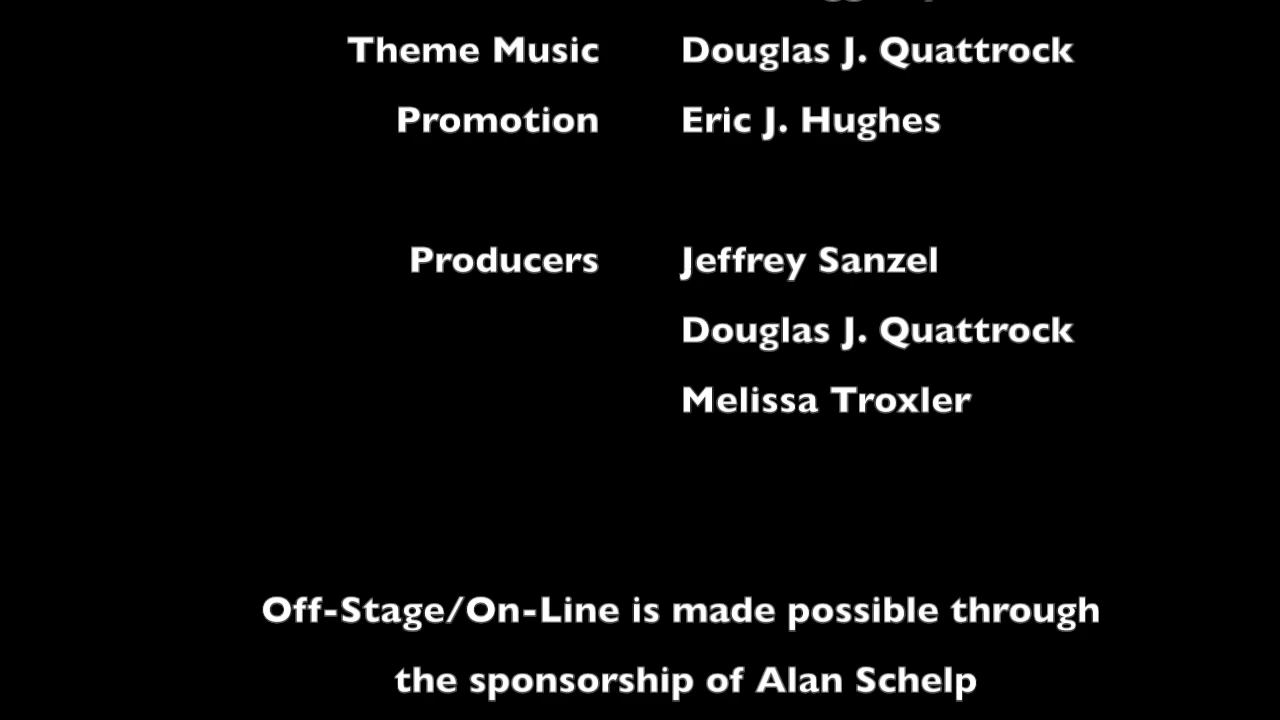 Theme Music Douglas J. Quattrock
Promotion Eric J. Hughes
Producers Jeffrey Sanzel
Douglas J. Quattrock
Melissa Troxler
Off-Stage/On-Line is made possible through
the sponsorship of Alan Schelp